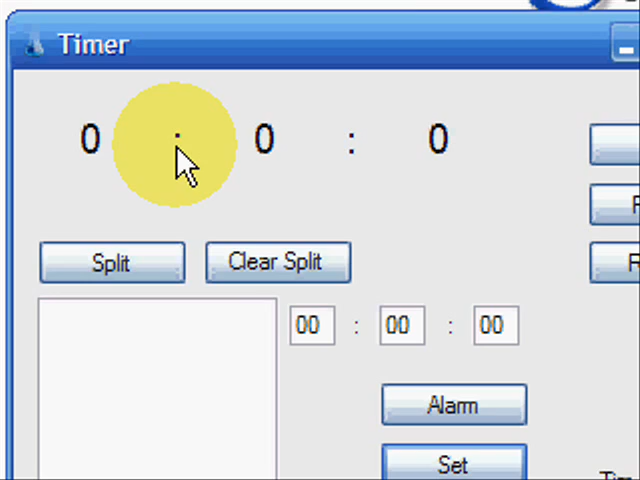 Timer
0 : 0 : 0
Split Clear Split
00 : 00 : 00
Alarm
Set